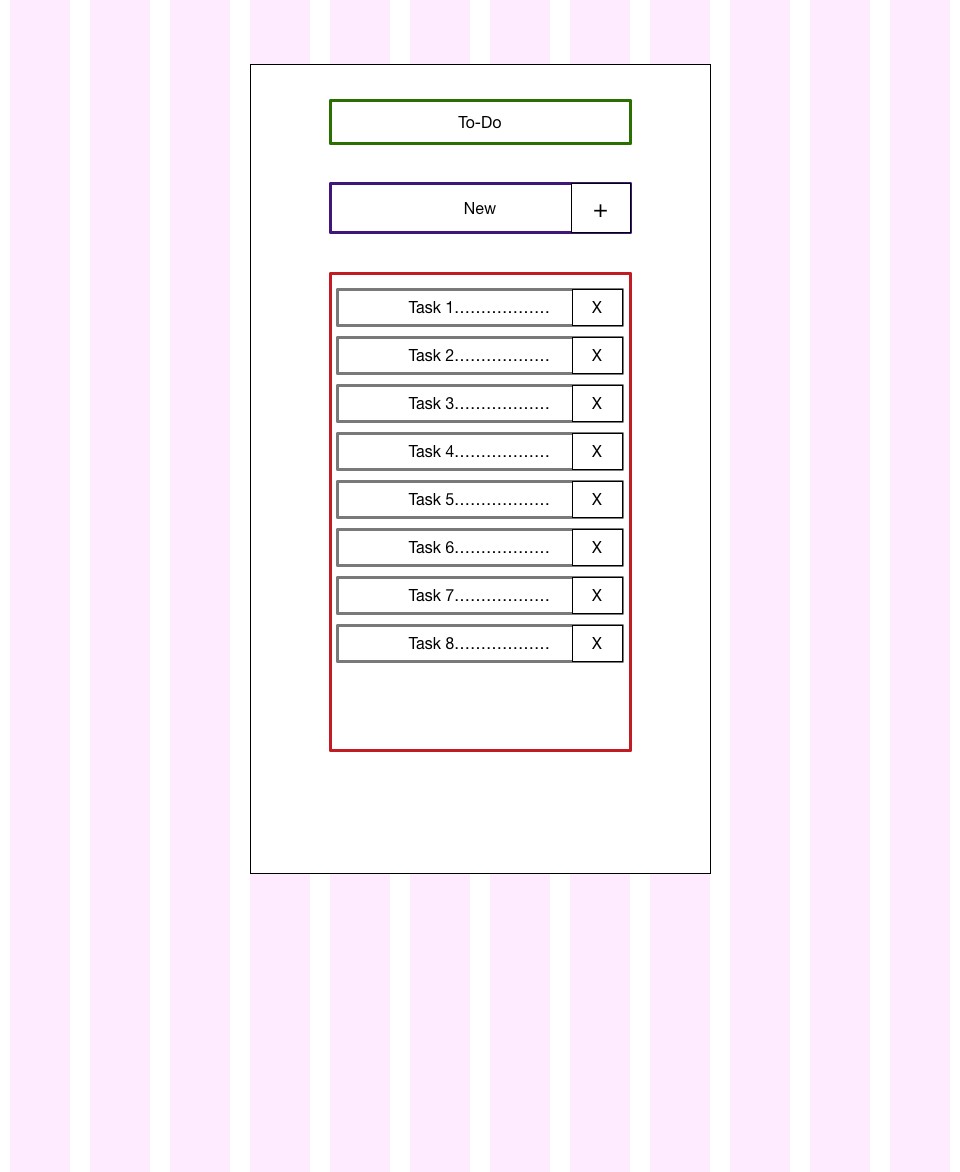 To-Do
New +
Task 1.................. X
Task 2.................. X
Task 3.................. X
Task 4.................. X
Task 5.................. X
Task 6.................. X
Task 7.................. X
Task 8.................. X